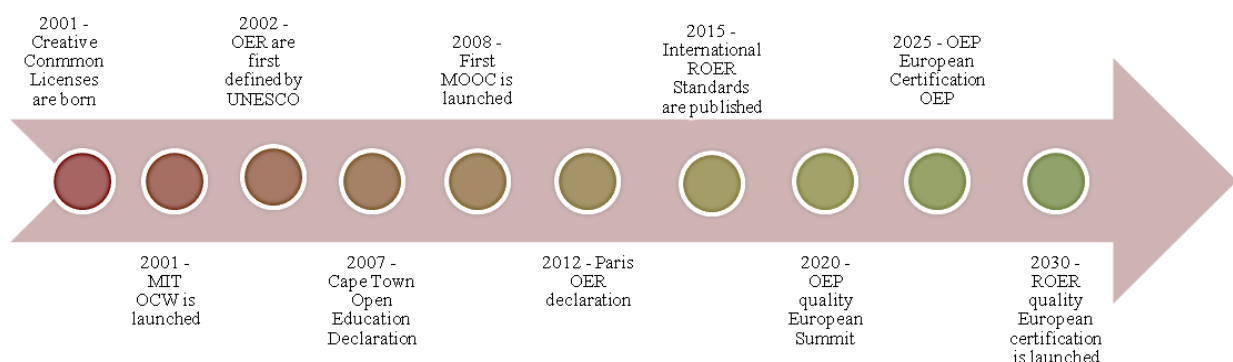 2001 -
Creative
Conmmon
Licenses
are born
2001 -
MIT
OCW is
launched
2002 -
OER are
first
defined by
UNESCO
2007 -
Cape Town
Open
Education
Declaration
2008 -
First
MOOC is
launched
2012 - Paris
OER
declaration
2015 -
International
ROER
Standards
are published
2020 -
OEP
quality
European
Summit
2025 - OEP
European
Certification
OEP
2030 - ROER
quality
European
certification
is launched